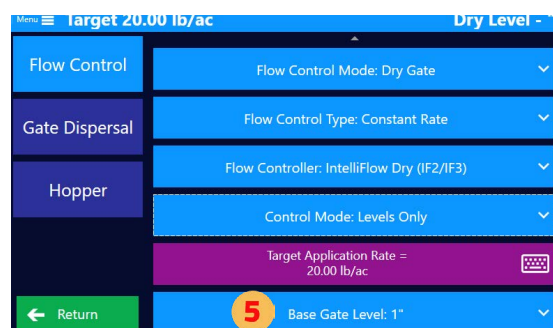 Menu Target 20.00 lb/ac Dry Level -
Flow Control
Gate Dispersal
Hopper
Return
Flow Control Mode: Dry Gate
Flow Control Type: Constant Rate
Flow Controller: IntelliFlow Dry (IF2/IF3)
Control Mode: Levels Only
Target Application Rate =
20.00 lb/ac
5 Base Gate Level: 1"